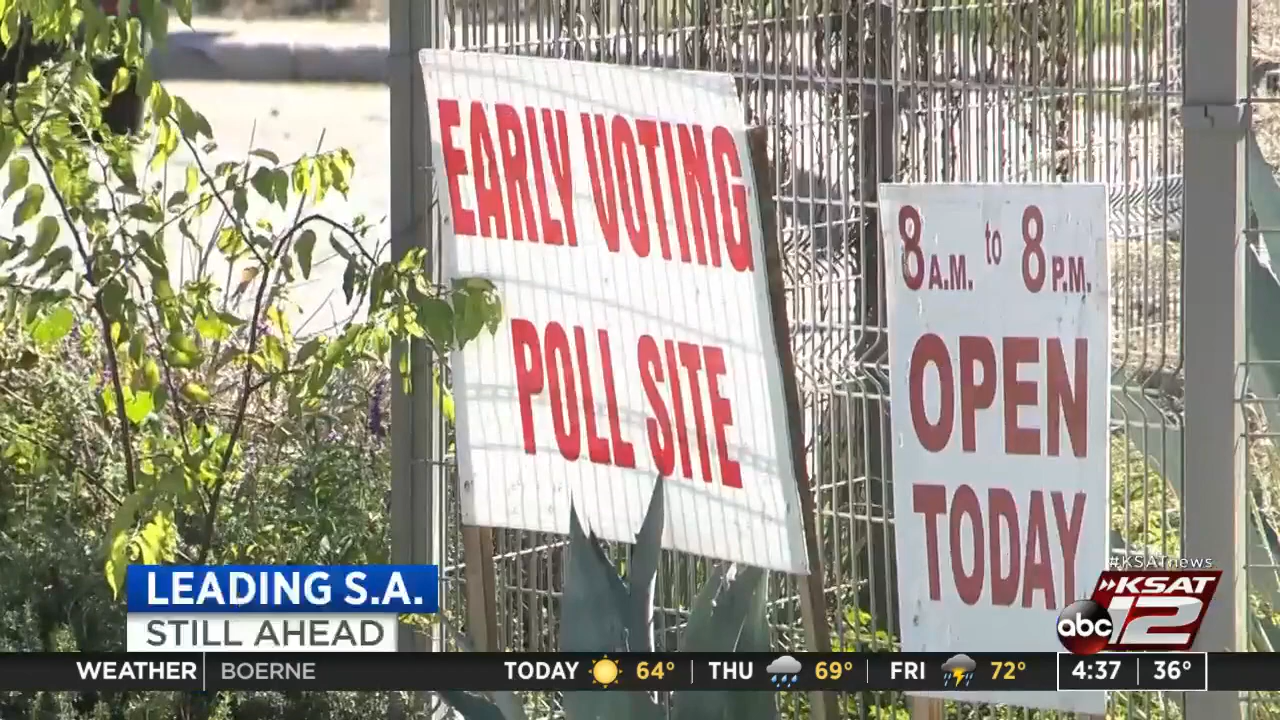 EARLY VOTING
POLL SITE
8 A.M. to 8 P.M.
OPEN
TODAY
#KSATnews
KSAT
abc 12
LEADING S.A.
STILL AHEAD
WEATHER BOERNE TODAY 64° THU 69° FRI 72° 4:37 36°